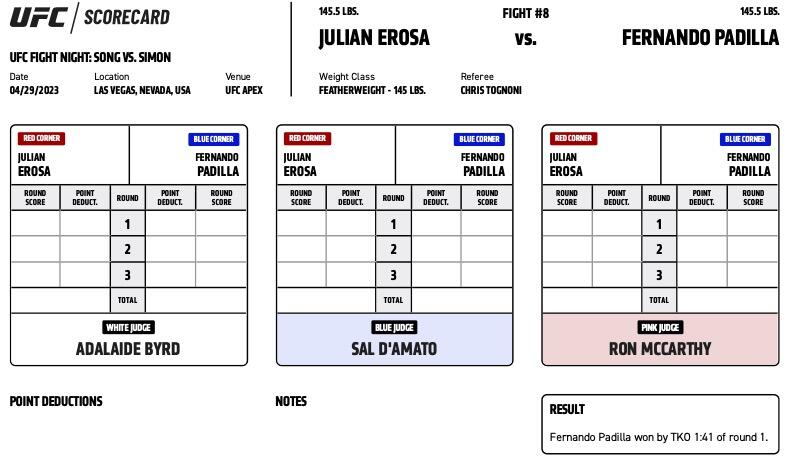 UFC / SCORECARD
UFC FIGHT NIGHT: SONG VS. SIMON
Date Location Venue
04/29/2023 LAS VEGAS, NEVADA, USA UFC APEX
145.5 LBS. FIGHT #8 145.5 LBS.
JULIAN EROSA vs. FERNANDO PADILLA
Weight Class Referee
FEATHERWEIGHT - 145 LBS. CHRIS TOGNONI
RED CORNER BLUE CORNER
JULIAN FERNANDO
EROSA PADILLA
ROUND SCORE POINT DEDUCT. ROUND POINT DEDUCT. ROUND SCORE
1
2
3
TOTAL
WHITE JUDGE
ADALAIDE BYRD
RED CORNER BLUE CORNER
JULIAN FERNANDO
EROSA PADILLA
ROUND SCORE POINT DEDUCT. ROUND POINT DEDUCT. ROUND SCORE
1
2
3
TOTAL
BLUE JUDGE
SAL D'AMATO
RED CORNER BLUE CORNER
JULIAN FERNANDO
EROSA PADILLA
ROUND SCORE POINT DEDUCT. ROUND POINT DEDUCT. ROUND SCORE
1
2
3
TOTAL
PINK JUDGE
RON MCCARTHY
POINT DEDUCTIONS
NOTES
RESULT
Fernando Padilla won by TKO 1:41 of round 1.